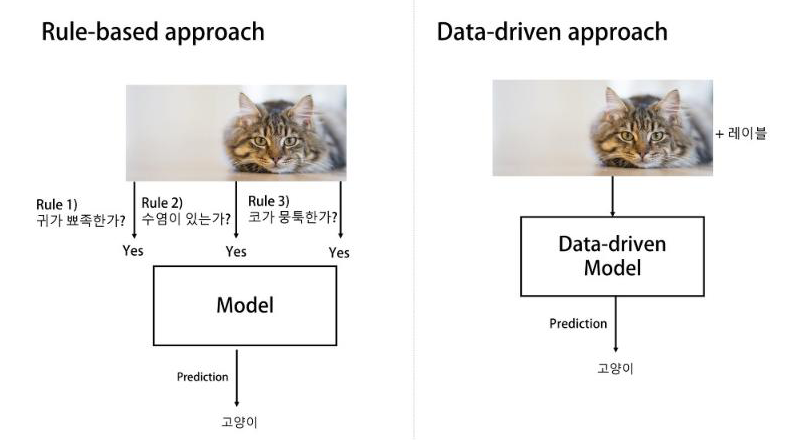 Rule-based approach
Rule 1)
귀가 뾰족한가?
Rule 2)
수염이 있는가?
Rule 3)
코가 뭉툭한가?
Yes
Yes
Yes
Model
Prediction
고양이
Data-driven approach
+ 레이블
Data-driven
Model
Prediction
고양이